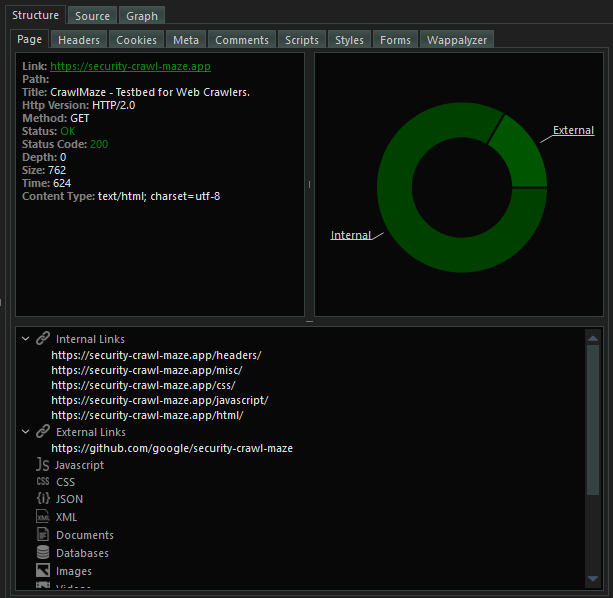 Structure Source Graph
Page Headers Cookies Meta Comments Scripts Styles Forms Wappalyzer
Link: https://security-crawl-maze.app
Path:
Title: CrawlMaze - Testbed for Web Crawlers.
Http Version: HTTP/2.0
Method: GET
Status: OK
Status Code: 200
Depth: 0
Size: 762
Time: 624
Content Type: text/html; charset=utf-8
External
Internal
Internal Links
https://security-crawl-maze.app/headers/
https://security-crawl-maze.app/misc/
https://security-crawl-maze.app/css/
https://security-crawl-maze.app/javascript/
https://security-crawl-maze.app/html/
External Links
https://github.com/google/security-crawl-maze
JS Javascript
CSS CSS
{i} JSON
XML XML
Documents
Databases
Images
Videos